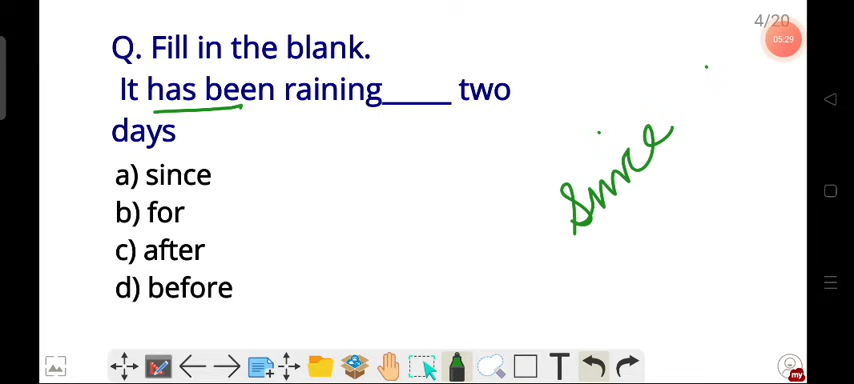 4/20
05:29
Q. Fill in the blank.
It has been raining_____ two
days
a) since
b) for
c) after
d) before
Since
T
my